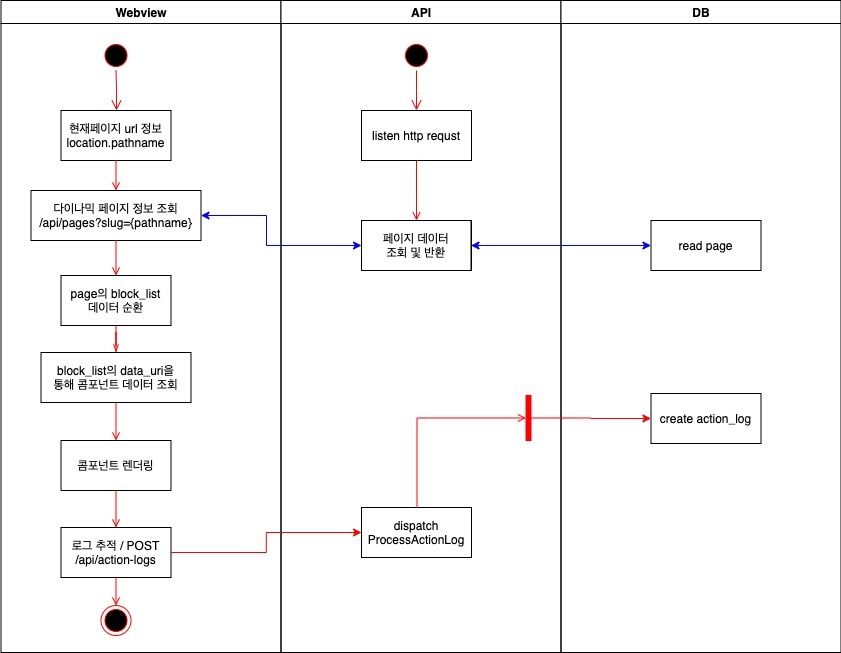 Webview
API
DB
현재페이지 url 정보
location.pathname
listen http requst
다이나믹 페이지 정보 조회
/api/pages?slug={pathname}
페이지 데이터
조회 및 반환
read page
page의 block_list
데이터 순환
block_list의 data_uri을
통해 콤포넌트 데이터 조회
create action_log
콤포넌트 렌더링
dispatch
ProcessActionLog
로그 추적 / POST
/api/action-logs